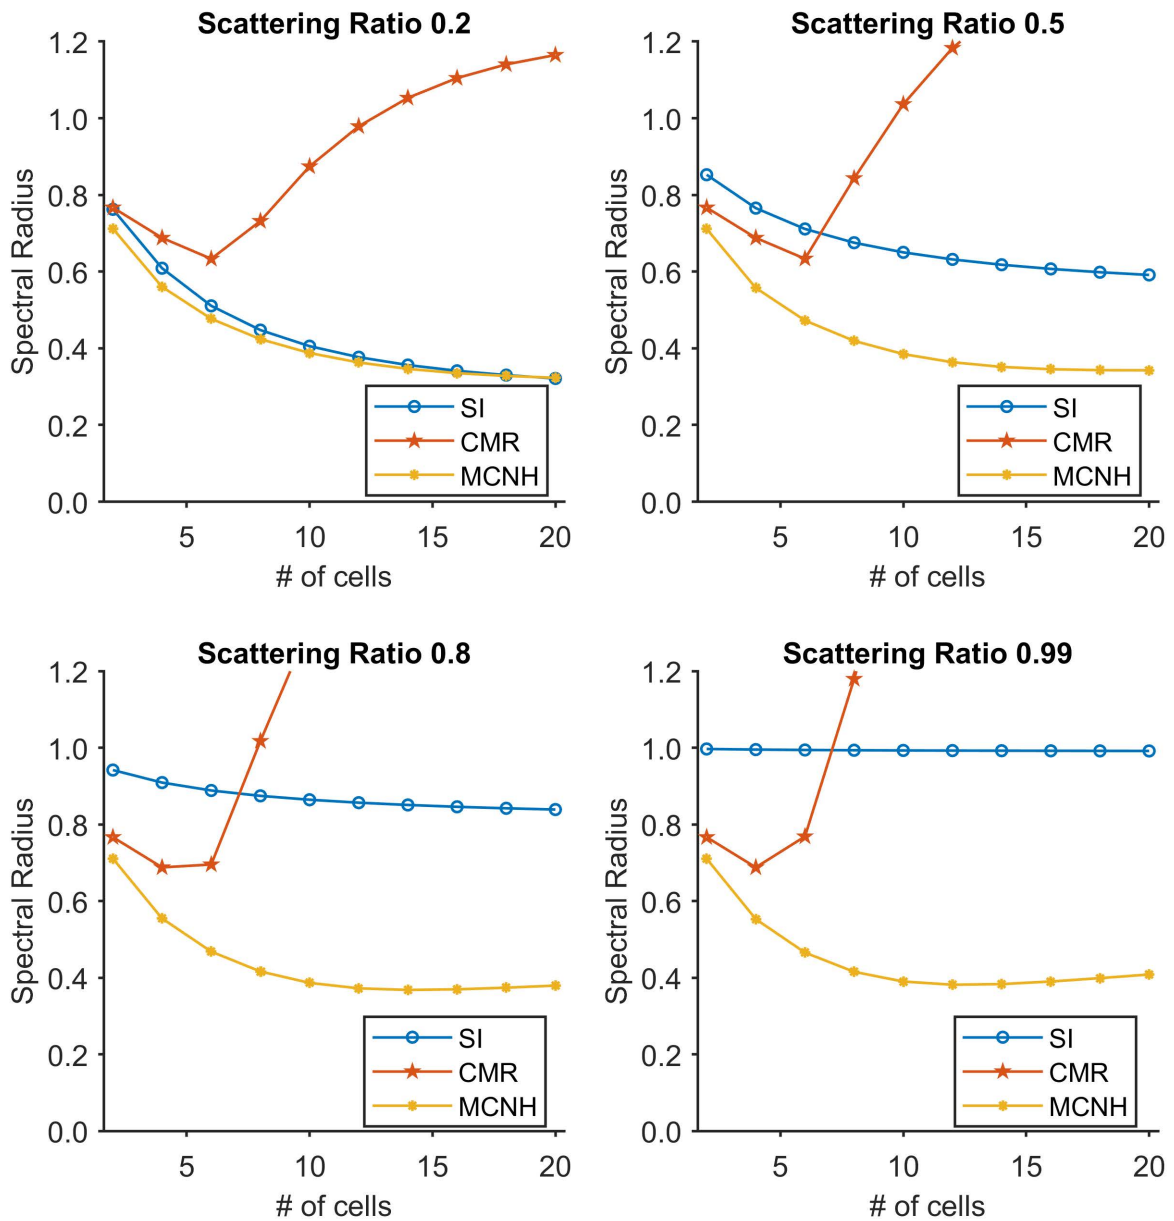 Scattering Ratio 0.2
1.2
1.0
0.8
0.6
0.4
0.2
0.0
Spectral Radius
5 10 15 20
# of cells
SI
CMR
MCNH
Scattering Ratio 0.5
1.2
1.0
0.8
0.6
0.4
0.2
0.0
Spectral Radius
5 10 15 20
# of cells
SI
CMR
MCNH
Scattering Ratio 0.8
1.2
1.0
0.8
0.6
0.4
0.2
0.0
Spectral Radius
5 10 15 20
# of cells
SI
CMR
MCNH
Scattering Ratio 0.99
1.2
1.0
0.8
0.6
0.4
0.2
0.0
Spectral Radius
5 10 15 20
# of cells
SI
CMR
MCNH